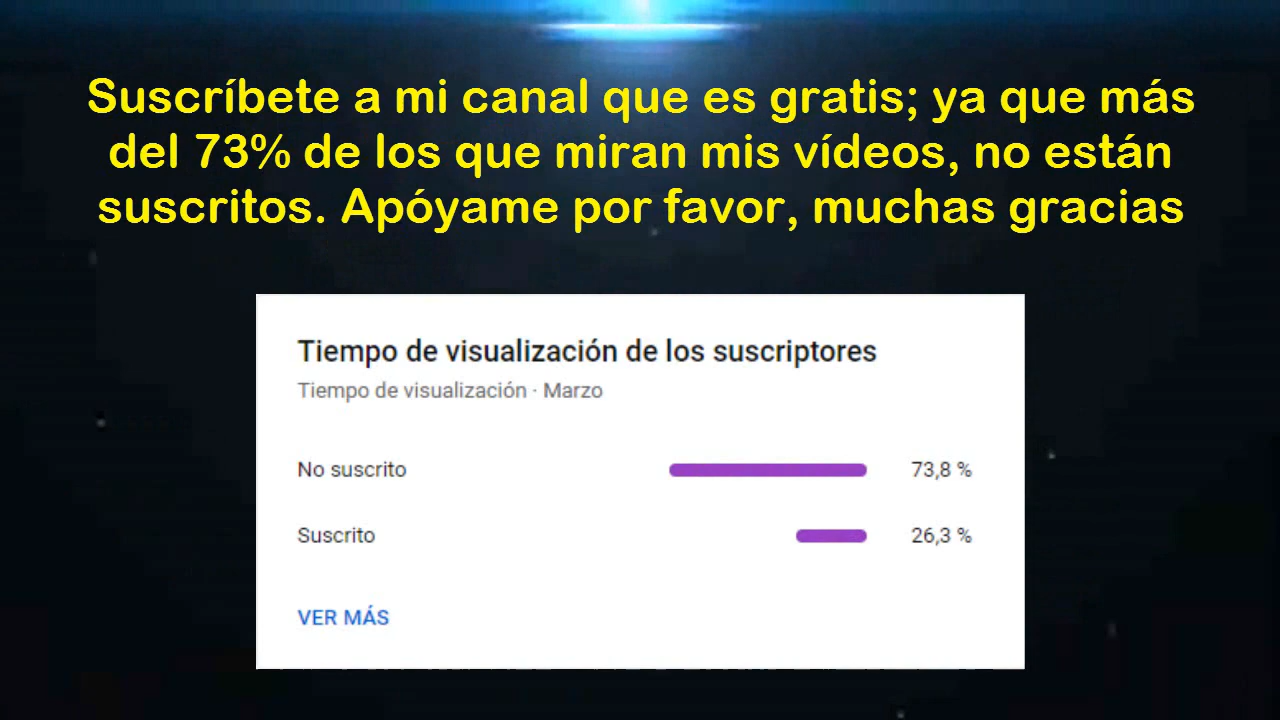 Suscríbete a mi canal que es gratis; ya que más
del 73% de los que miran mis vídeos, no están
suscritos. Apóyame por favor, muchas gracias
Tiempo de visualización de los suscriptores
Tiempo de visualización · Marzo
No suscrito 73,8 %
Suscrito 26,3 %
VER MÁS